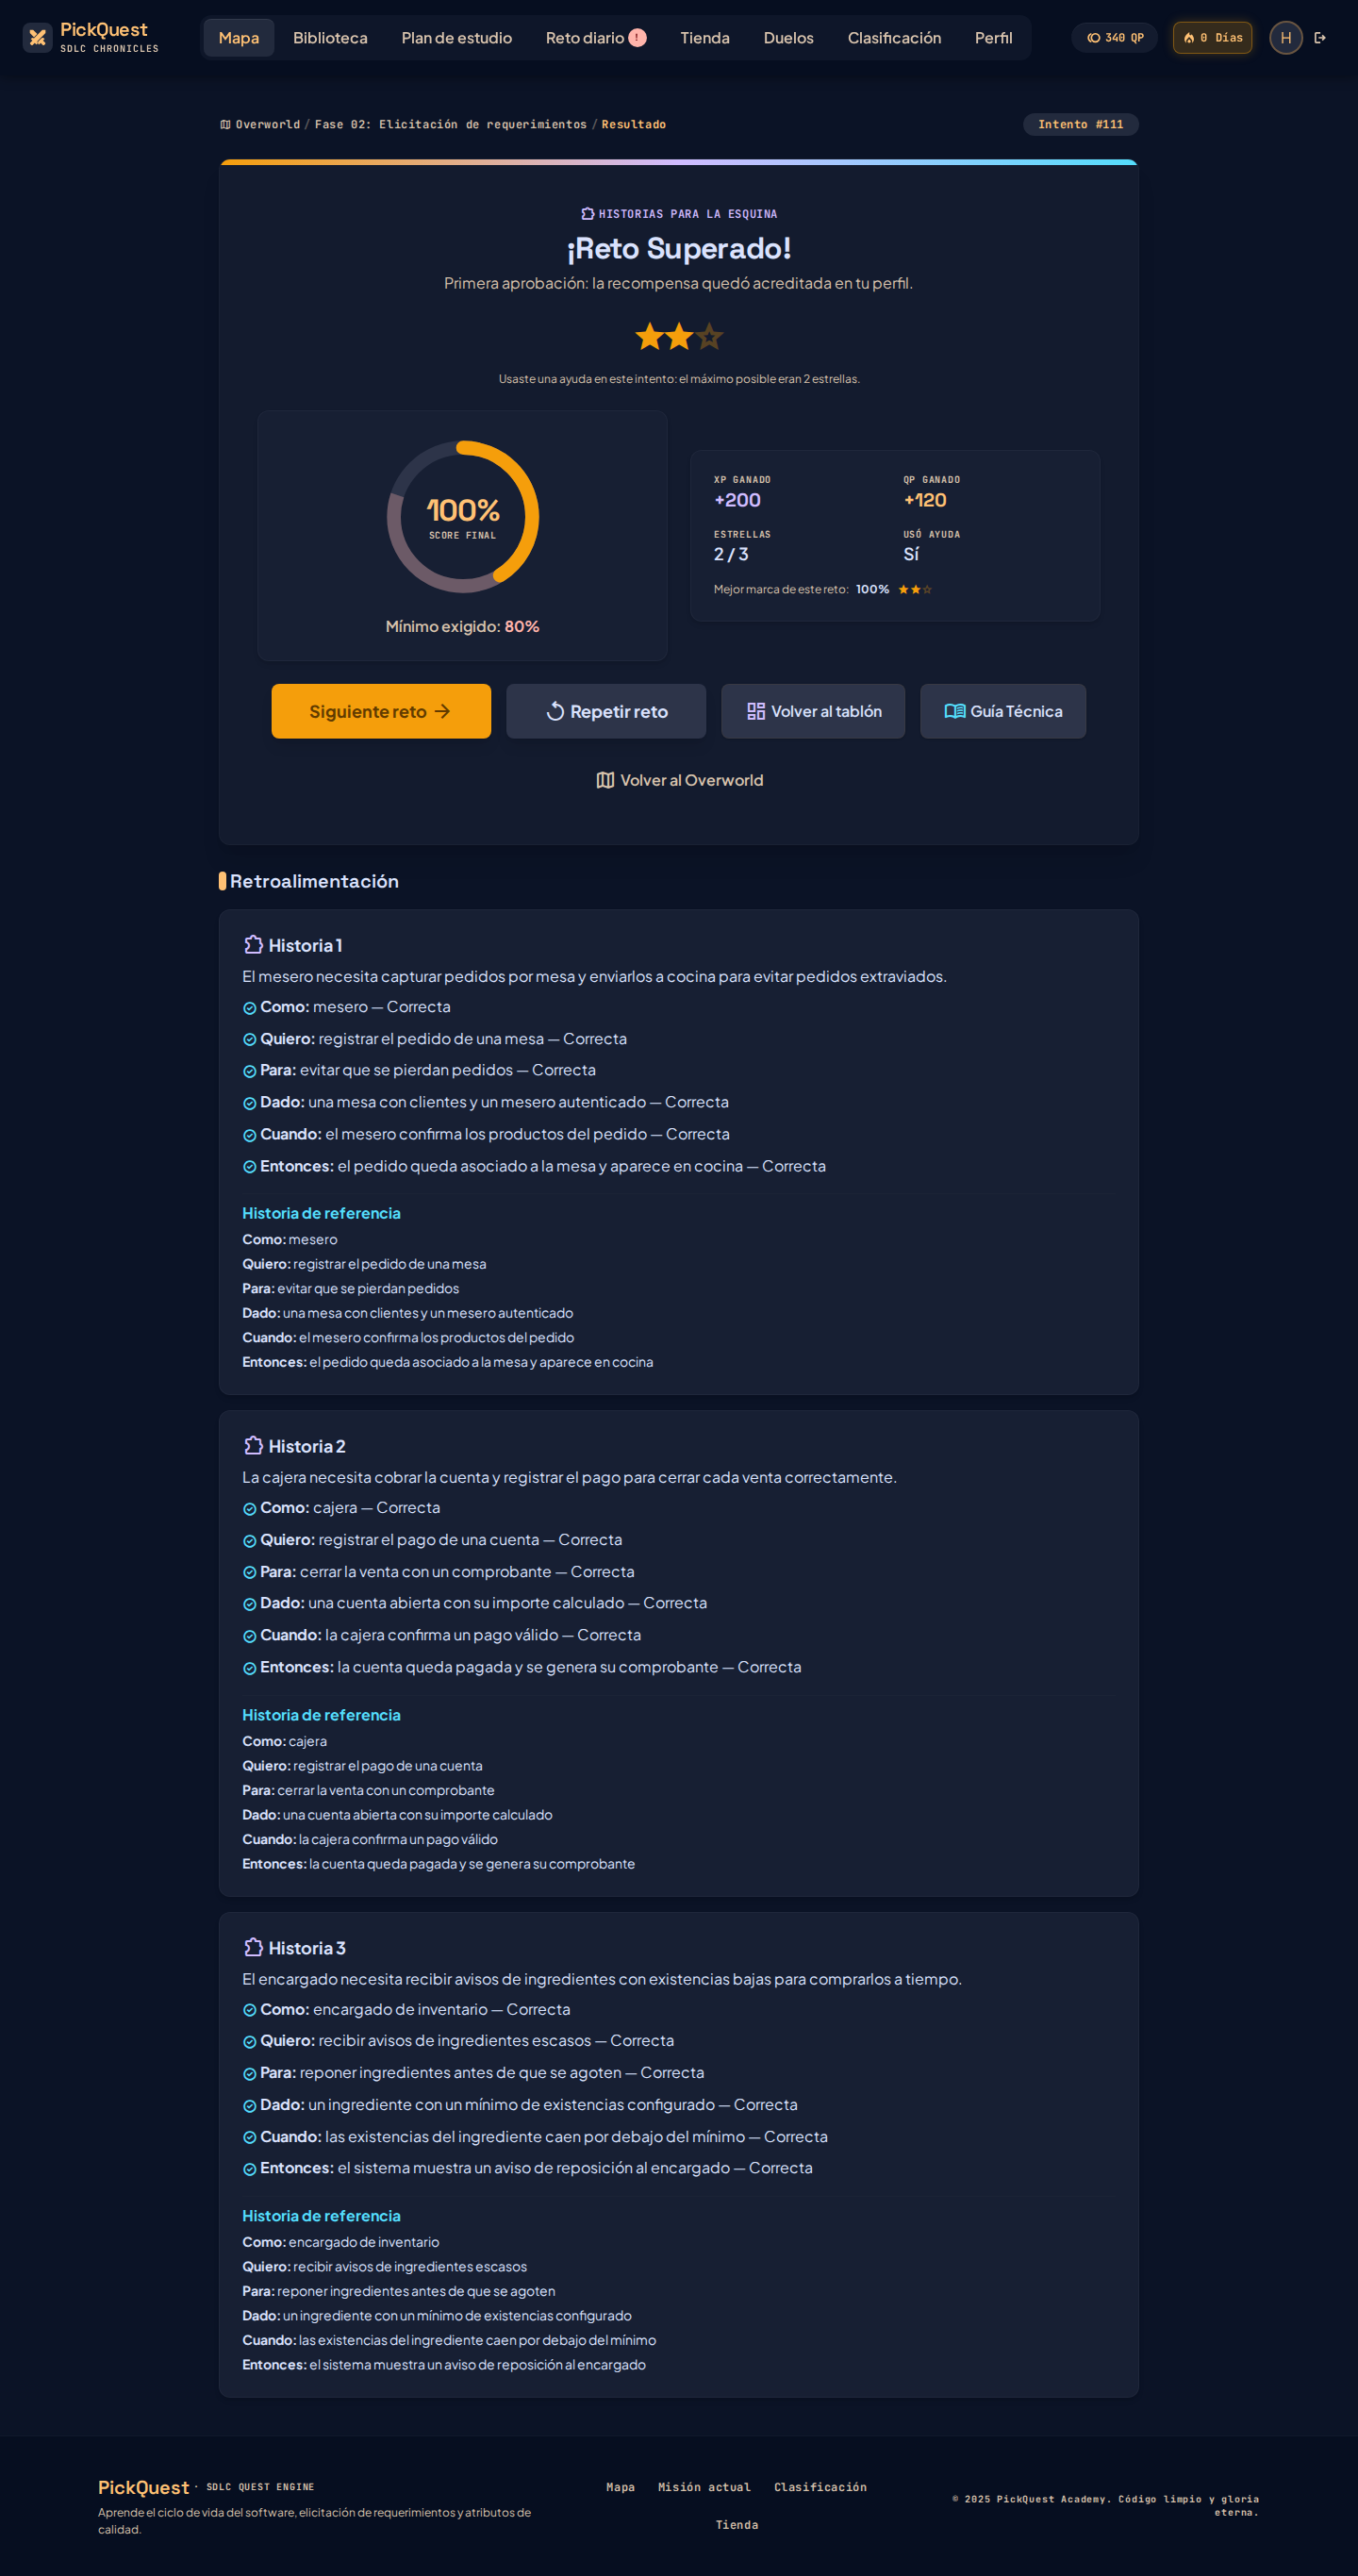 PickQuest
SDLC CHRONICLES
Mapa
Biblioteca
Plan de estudio
Reto diario !
Tienda
Duelos
Clasificación
Perfil
340 QP
0 Días
H
Overworld / Fase 02: Elicitación de requerimientos / Resultado
Intento #111
HISTORIAS PARA LA ESQUINA
¡Reto Superado!
Primera aprobación: la recompensa quedó acreditada en tu perfil.
Usaste una ayuda en este intento: el máximo posible eran 2 estrellas.
100%
SCORE FINAL
Mínimo exigido: 80%
XP GANADO
+200
QP GANADO
+120
ESTRELLAS
2 / 3
USÓ AYUDA
Sí
Mejor marca de este reto: 100%
Siguiente reto
Repetir reto
Volver al tablón
Guía Técnica
Volver al Overworld
Retroalimentación
Historia 1
El mesero necesita capturar pedidos por mesa y enviarlos a cocina para evitar pedidos extraviados.
Como: mesero — Correcta
Quiero: registrar el pedido de una mesa — Correcta
Para: evitar que se pierdan pedidos — Correcta
Dado: una mesa con clientes y un mesero autenticado — Correcta
Cuando: el mesero confirma los productos del pedido — Correcta
Entonces: el pedido queda asociado a la mesa y aparece en cocina — Correcta
Historia de referencia
Como: mesero
Quiero: registrar el pedido de una mesa
Para: evitar que se pierdan pedidos
Dado: una mesa con clientes y un mesero autenticado
Cuando: el mesero confirma los productos del pedido
Entonces: el pedido queda asociado a la mesa y aparece en cocina
Historia 2
La cajera necesita cobrar la cuenta y registrar el pago para cerrar cada venta correctamente.
Como: cajera — Correcta
Quiero: registrar el pago de una cuenta — Correcta
Para: cerrar la venta con un comprobante — Correcta
Dado: una cuenta abierta con su importe calculado — Correcta
Cuando: la cajera confirma un pago válido — Correcta
Entonces: la cuenta queda pagada y se genera su comprobante — Correcta
Historia de referencia
Como: cajera
Quiero: registrar el pago de una cuenta
Para: cerrar la venta con un comprobante
Dado: una cuenta abierta con su importe calculado
Cuando: la cajera confirma un pago válido
Entonces: la cuenta queda pagada y se genera su comprobante
Historia 3
El encargado necesita recibir avisos de ingredientes con existencias bajas para comprarlos a tiempo.
Como: encargado de inventario — Correcta
Quiero: recibir avisos de ingredientes escasos — Correcta
Para: reponer ingredientes antes de que se agoten — Correcta
Dado: un ingrediente con un mínimo de existencias configurado — Correcta
Cuando: las existencias del ingrediente caen por debajo del mínimo — Correcta
Entonces: el sistema muestra un aviso de reposición al encargado — Correcta
Historia de referencia
Como: encargado de inventario
Quiero: recibir avisos de ingredientes escasos
Para: reponer ingredientes antes de que se agoten
Dado: un ingrediente con un mínimo de existencias configurado
Cuando: las existencias del ingrediente caen por debajo del mínimo
Entonces: el sistema muestra un aviso de reposición al encargado
PickQuest · SDLC QUEST ENGINE
Aprende el ciclo de vida del software, elicitación de requerimientos y atributos de
calidad.
Mapa
Misión actual
Clasificación
Tienda
© 2025 PickQuest Academy. Código limpio y gloria
eterna.